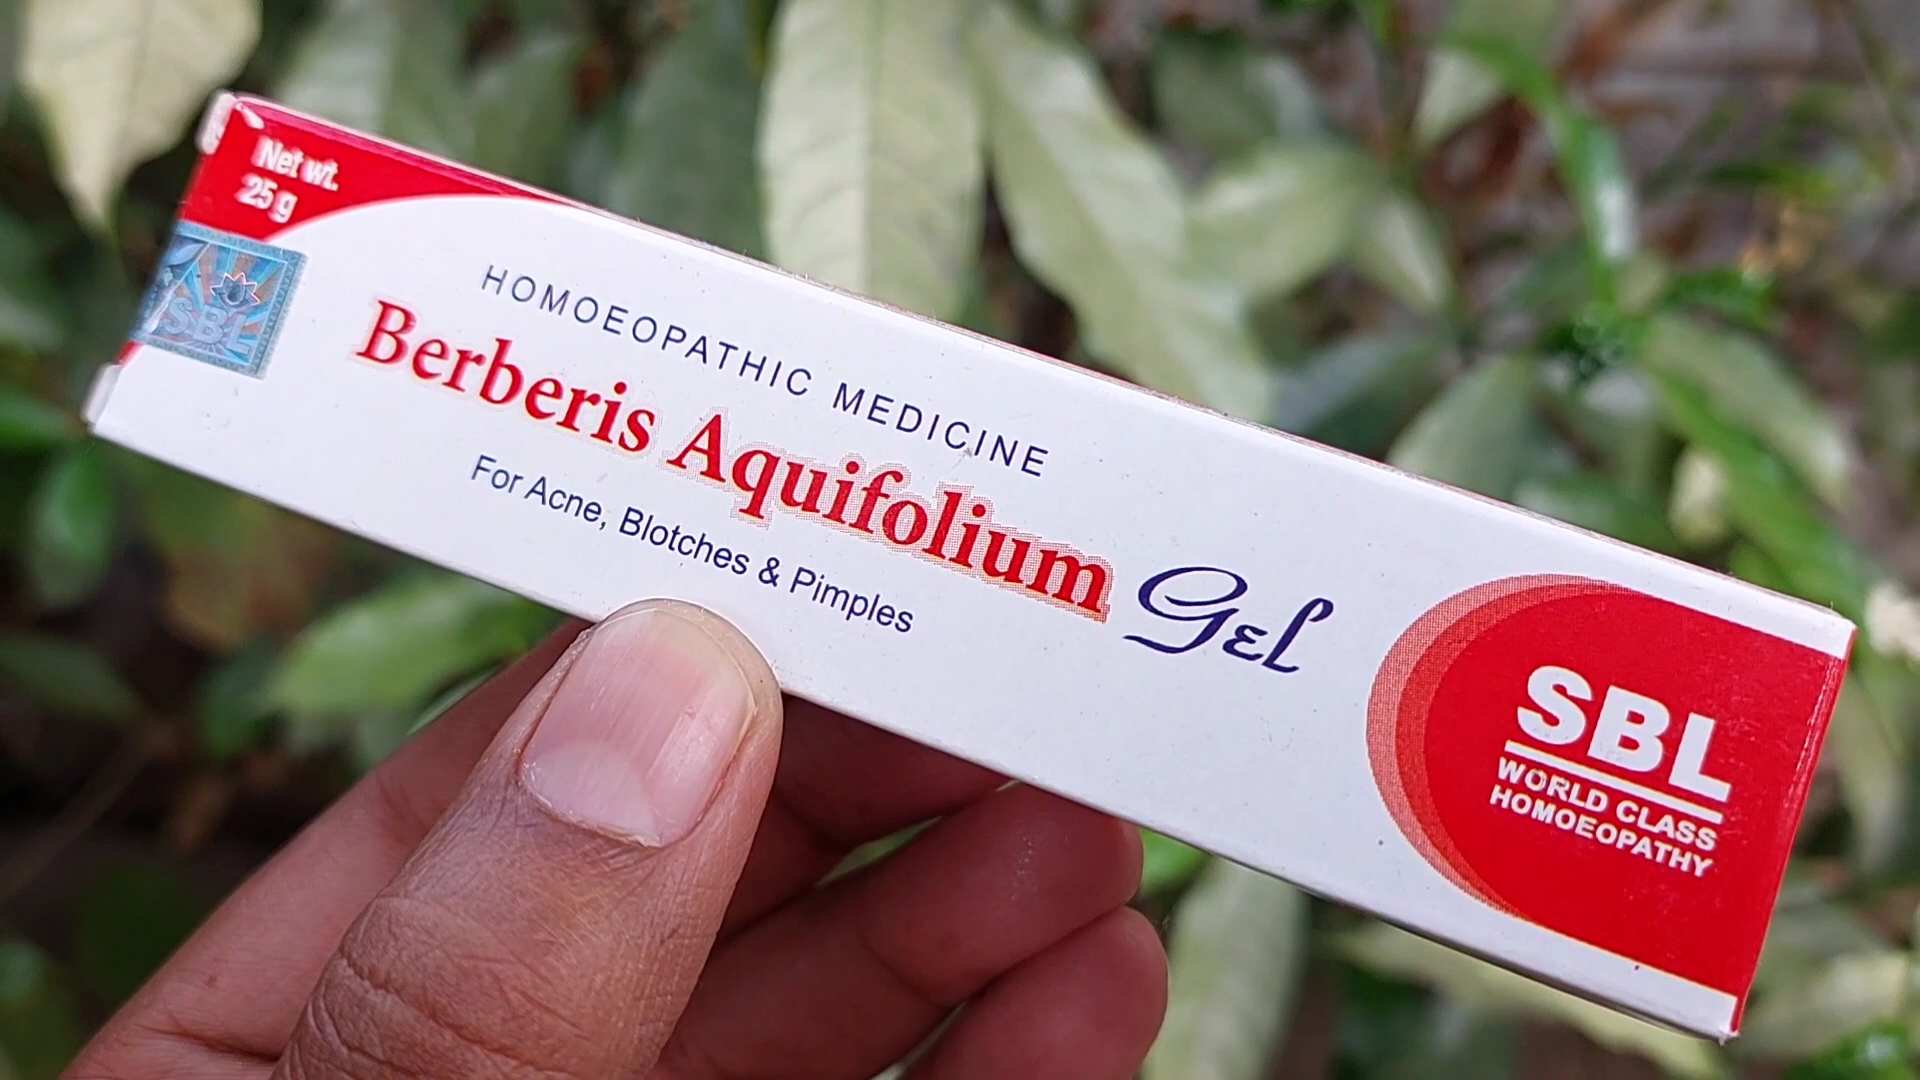 Net wt.
25 g
SBL
HOMOEOPATHIC MEDICINE
Berberis Aquifolium Gel
For Acne, Blotches & Pimples
SBL
WORLD CLASS
HOMOEOPATHY